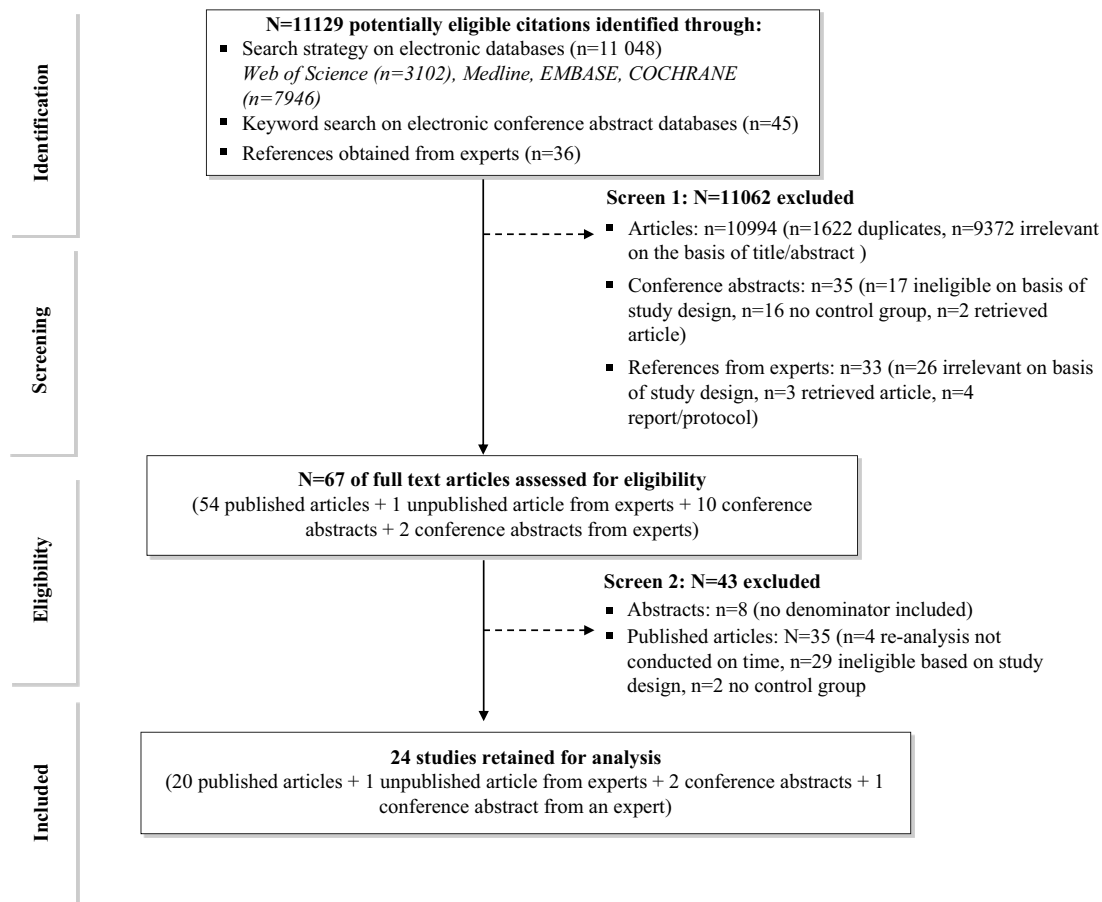 N=11129 potentially eligible citations identified through:
▪ Search strategy on electronic databases (n=11 048)
Web of Science (n=3102), Medline, EMBASE, COCHRANE
(n=7946)
▪ Keyword search on electronic conference abstract databases (n=45)
▪ References obtained from experts (n=36)
Identification
Screen 1: N=11062 excluded
▪ Articles: n=10994 (n=1622 duplicates, n=9372 irrelevant
on the basis of title/abstract )
▪ Conference abstracts: n=35 (n=17 ineligible on basis of
study design, n=16 no control group, n=2 retrieved
article)
▪ References from experts: n=33 (n=26 irrelevant on basis
of study design, n=3 retrieved article, n=4
report/protocol)
Screening
N=67 of full text articles assessed for eligibility
(54 published articles + 1 unpublished article from experts + 10 conference
abstracts + 2 conference abstracts from experts)
Eligibility
Screen 2: N=43 excluded
▪ Abstracts: n=8 (no denominator included)
▪ Published articles: N=35 (n=4 re-analysis not
conducted on time, n=29 ineligible based on study
design, n=2 no control group
24 studies retained for analysis
(20 published articles + 1 unpublished article from experts + 2 conference abstracts + 1
conference abstract from an expert)
Included